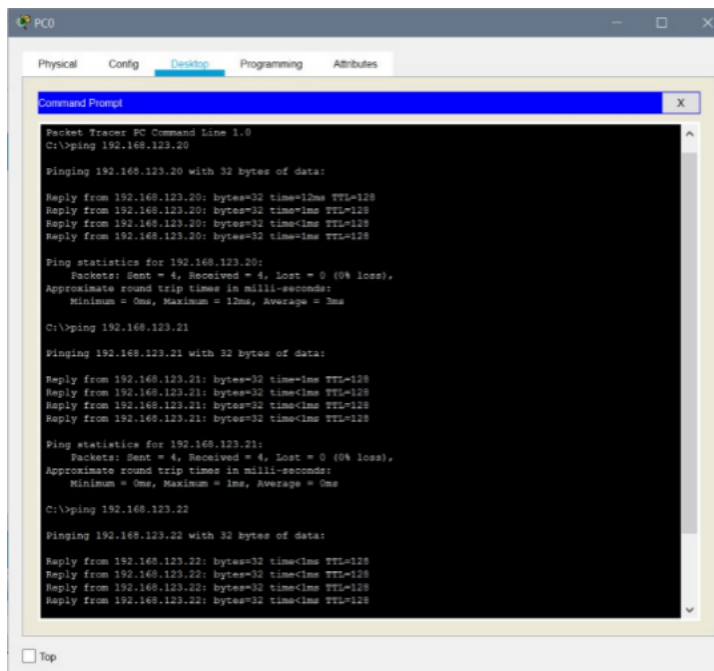 PC0
Physical Config Desktop Programming Attributes
Command Prompt X
Packet Tracer PC Command Line 1.0
C:\>ping 192.168.123.20
Pinging 192.168.123.20 with 32 bytes of data:
Reply from 192.168.123.20: bytes=32 time=12ms TTL=128
Reply from 192.168.123.20: bytes=32 time=1ms TTL=128
Reply from 192.168.123.20: bytes=32 time<1ms TTL=128
Reply from 192.168.123.20: bytes=32 time=1ms TTL=128
Ping statistics for 192.168.123.20:
Packets: Sent = 4, Received = 4, Lost = 0 (0% loss),
Approximate round trip times in milli-seconds:
Minimum = 0ms, Maximum = 12ms, Average = 3ms
C:\>ping 192.168.123.21
Pinging 192.168.123.21 with 32 bytes of data:
Reply from 192.168.123.21: bytes=32 time=1ms TTL=128
Reply from 192.168.123.21: bytes=32 time<1ms TTL=128
Reply from 192.168.123.21: bytes=32 time<1ms TTL=128
Reply from 192.168.123.21: bytes=32 time<1ms TTL=128
Ping statistics for 192.168.123.21:
Packets: Sent = 4, Received = 4, Lost = 0 (0% loss),
Approximate round trip times in milli-seconds:
Minimum = 0ms, Maximum = 1ms, Average = 0ms
C:\>ping 192.168.123.22
Pinging 192.168.123.22 with 32 bytes of data:
Reply from 192.168.123.22: bytes=32 time<1ms TTL=128
Reply from 192.168.123.22: bytes=32 time<1ms TTL=128
Reply from 192.168.123.22: bytes=32 time<1ms TTL=128
Reply from 192.168.123.22: bytes=32 time<1ms TTL=128
Top